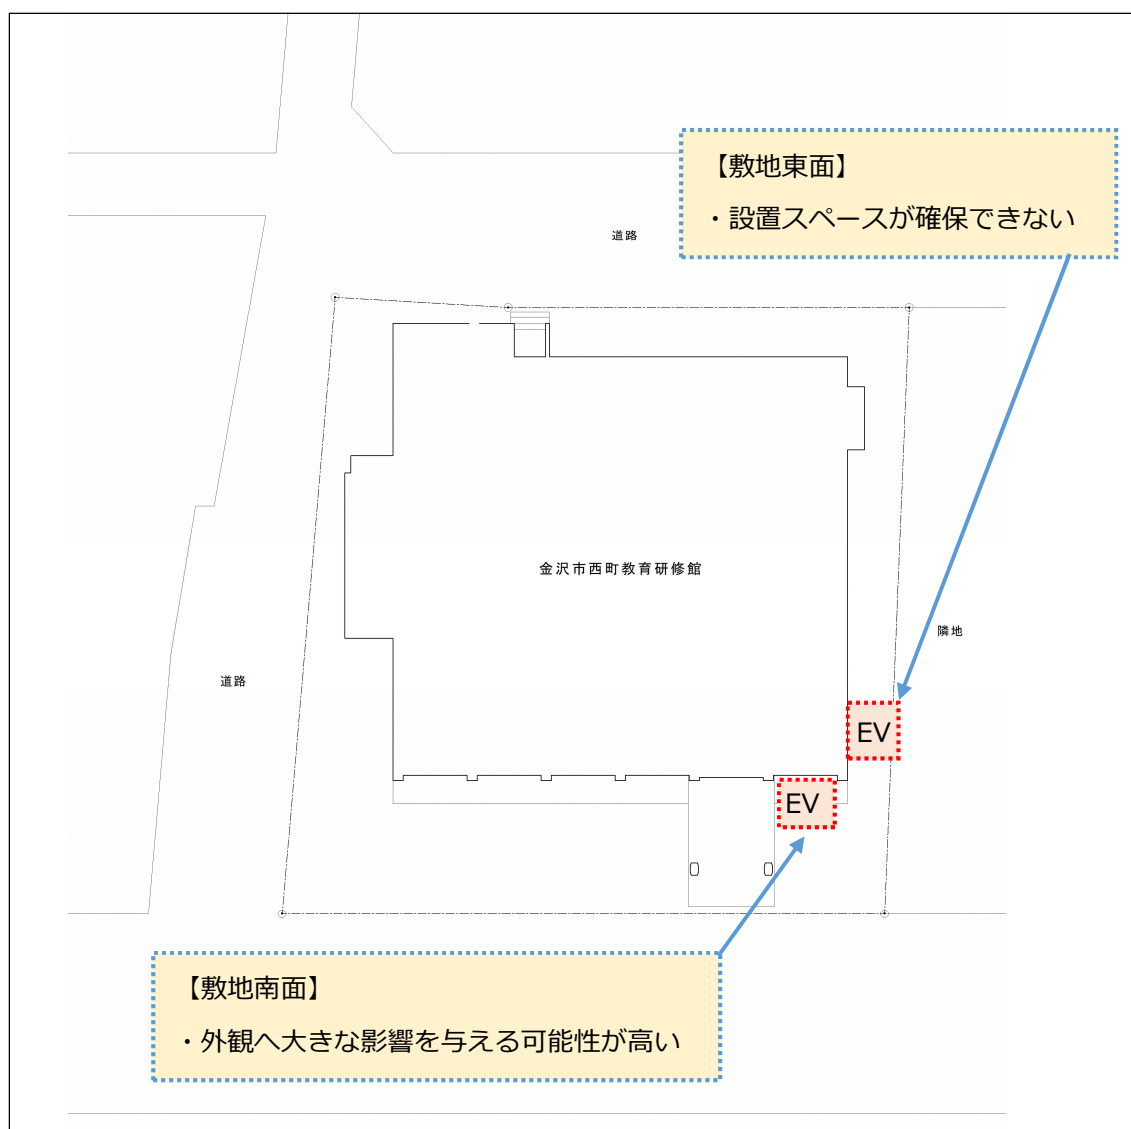 【敷地東面】
・設置スペースが確保できない
道路
金沢市西町教育研修館
隣地
道路
EV
EV
【敷地南面】
・外観へ大きな影響を与える可能性が高い